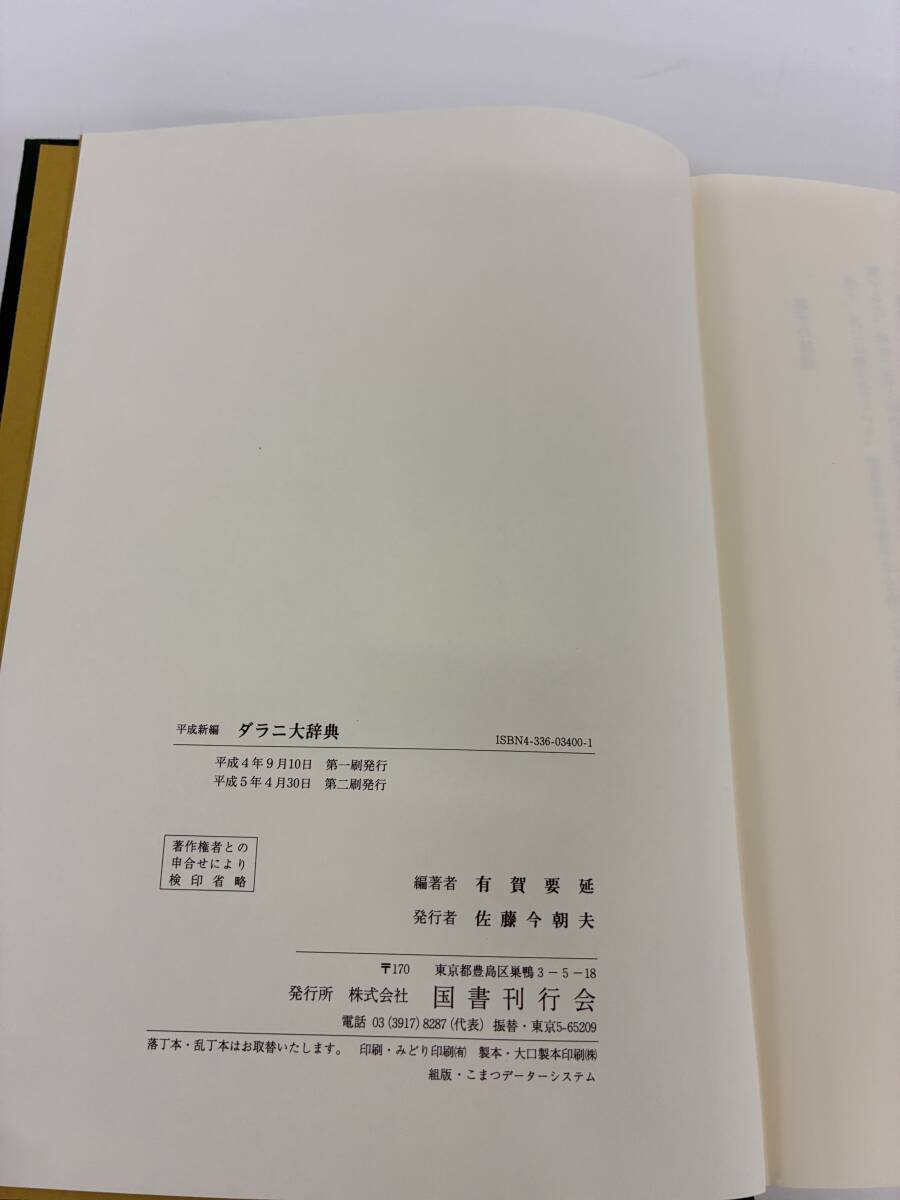 平成新編 ダラニ大辞典 ISBN4-336-03400-1
平成4年9月10日 第一刷発行
平成5年4月30日 第二刷発行
著作権者との
申合せにより
検印省略
編著者 有賀要延
発行者 佐藤今朝夫
〒170 東京都豊島区巣鴨3-5-18
発行所 株式会社 国書刊行会
電話 03(3917)8287(代表) 振替・東京5-65209
落丁本・乱丁本はお取替いたします。 印刷・みどり印刷㈲ 製本・大口製本印刷㈱
組版・こまつデーターシステム